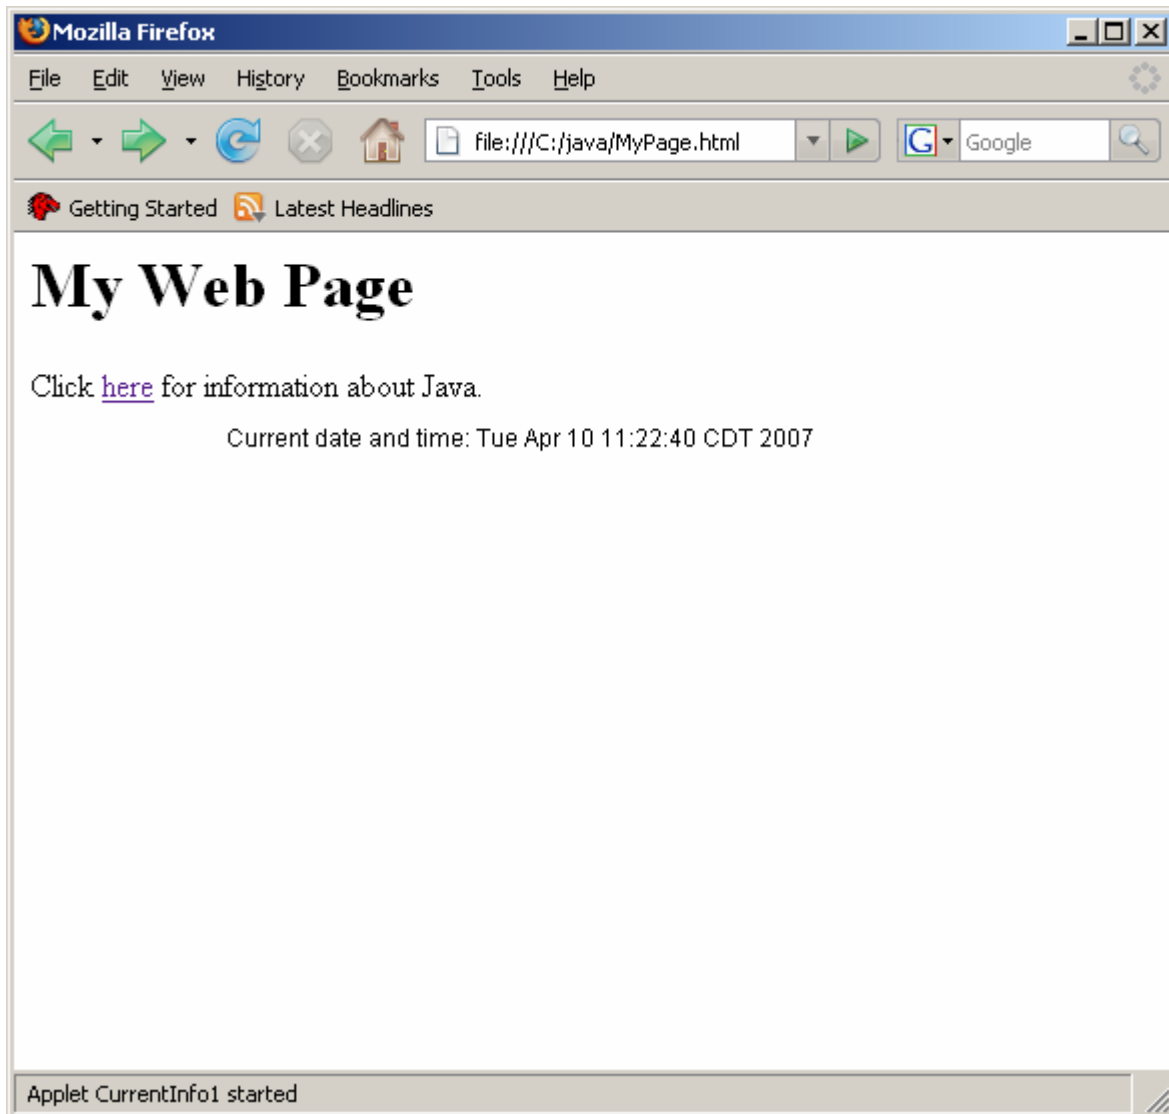 Mozilla Firefox
File Edit View History Bookmarks Tools Help
file:///C:/java/MyPage.html G Google
Getting Started Latest Headlines
My Web Page
Click here for information about Java.
Current date and time: Tue Apr 10 11:22:40 CDT 2007
Applet CurrentInfo1 started